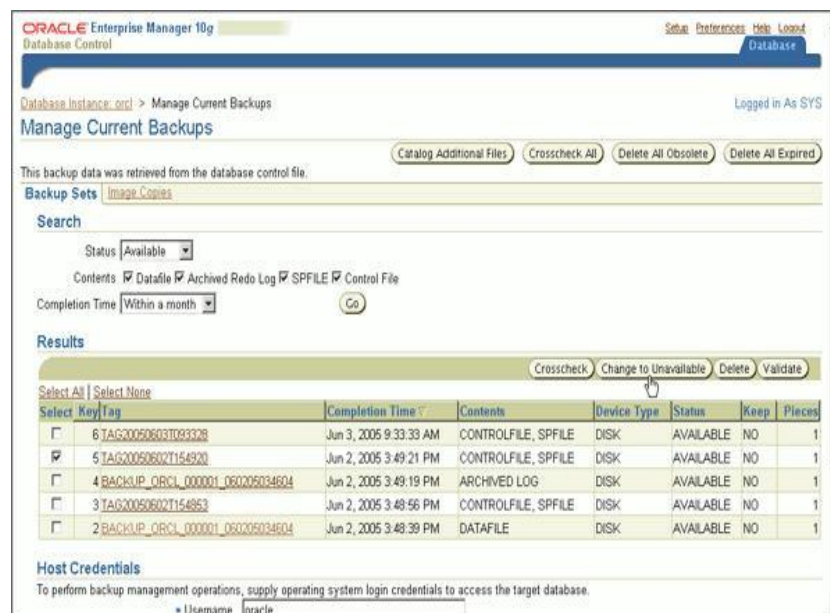 ORACLE Enterprise Manager 10g
Database Control
Setup Preferences Help Logout
Database
Database Instance: orcl > Manage Current Backups
Logged in As SYS
Manage Current Backups
Catalog Additional Files Crosscheck All Delete All Obsolete Delete All Expired
This backup data was retrieved from the database control file.
Backup Sets Image Copies
Search
Status Available
Contents Datafile Archived Redo Log SPFILE Control File
Completion Time Within a month Go
Results
Crosscheck Change to Unavailable Delete Validate
Select All | Select None
Select Key Tag Completion Time Contents Device Type Status Keep Pieces
6 TAG20050603T093328 Jun 3, 2005 9:33:33 AM CONTROLFILE, SPFILE DISK AVAILABLE NO 1
5 TAG20050602T154920 Jun 2, 2005 3:49:21 PM CONTROLFILE, SPFILE DISK AVAILABLE NO 1
4 BACKUP_ORCL_000001_060205034604 Jun 2, 2005 3:49:19 PM ARCHIVED LOG DISK AVAILABLE NO 1
3 TAG20050602T154853 Jun 2, 2005 3:48:56 PM CONTROLFILE, SPFILE DISK AVAILABLE NO 1
2 BACKUP_ORCL_000001_060205034604 Jun 2, 2005 3:48:39 PM DATAFILE DISK AVAILABLE NO 1
Host Credentials
To perform backup management operations, supply operating system login credentials to access the target database.
* Username oracle